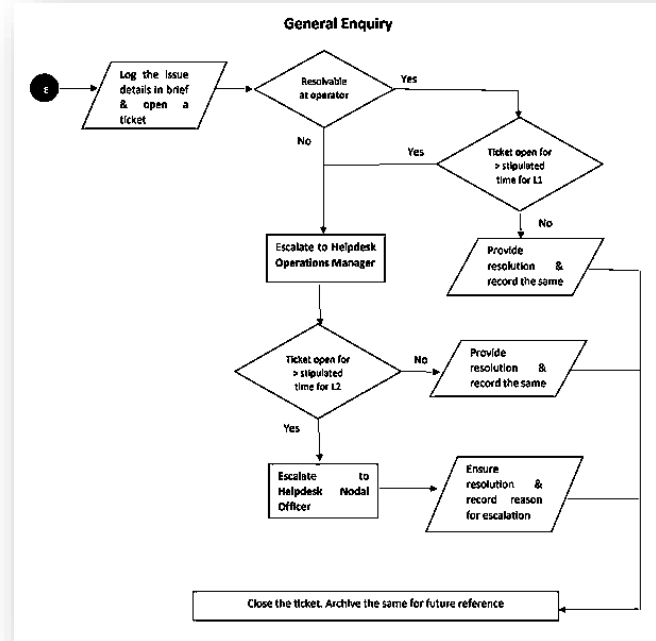 General Enquiry
ε
Log the issue
details in brief
& open a
ticket
Resolvable
at operator
Yes
No
Yes
Ticket open for
> stipulated
time for L1
No
Escalate to Helpdesk
Operations Manager
Provide
resolution &
record the same
Ticket open for
> stipulated
time for L2
No
Provide
resolution &
record the same
Yes
Escalate to
Helpdesk Nodal
Officer
Ensure
resolution &
record reason
for escalation
Close the ticket. Archive the same for future reference